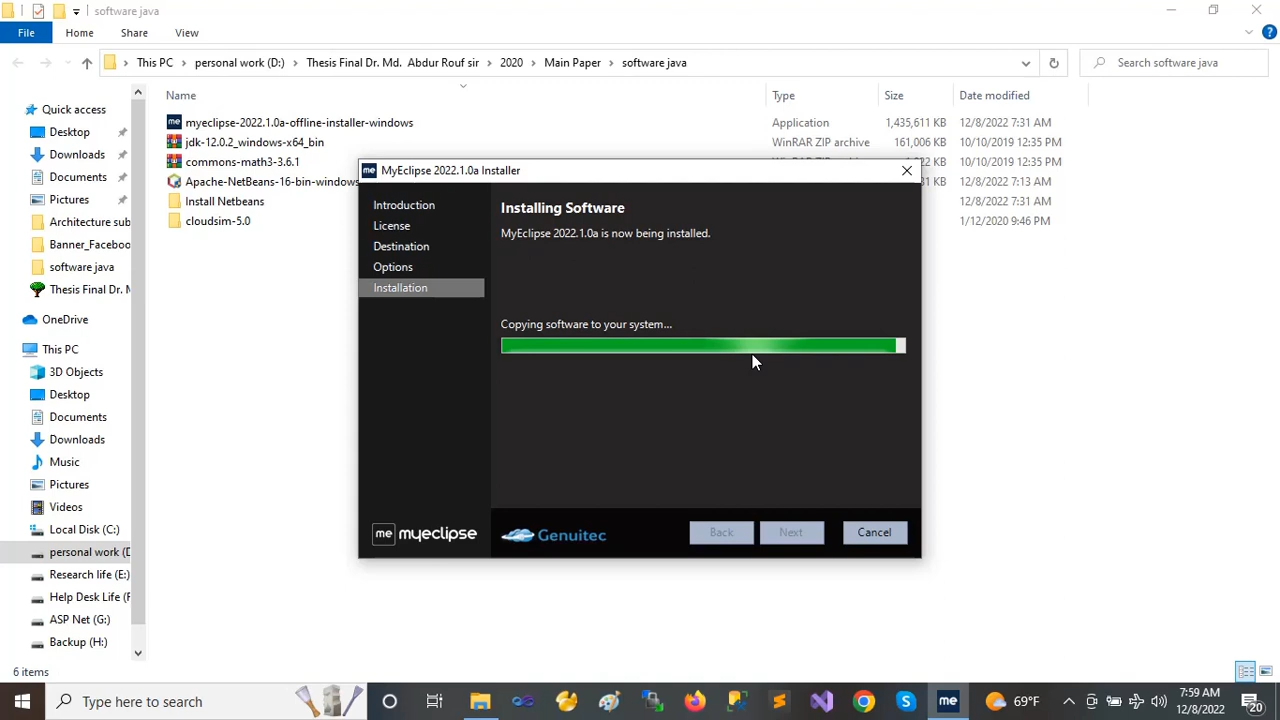 software java
File Home Share View
This PC personal work (D:) Thesis Final Dr. Md. Abdur Rouf sir 2020 Main Paper software java
Search software java
Name Type Size Date modified
myeclipse-2022.1.0a-offline-installer-windows Application 1,435,611 KB 12/8/2022 7:31 AM
jdk-12.0.2_windows-x64_bin WinRAR ZIP archive 161,006 KB 10/10/2019 12:35 PM
commons-math3-3.6.1 KB 10/10/2019 12:35 PM
Apache-NetBeans-16-bin-windows KB 12/8/2022 7:13 AM
Install Netbeans 12/8/2022 7:31 AM
cloudsim-5.0 1/12/2020 9:46 PM
Quick access
Desktop
Downloads
Documents
Pictures
Architecture sub
Banner_Faceboo
software java
Thesis Final Dr. M
OneDrive
This PC
3D Objects
Desktop
Documents
Downloads
Music
Pictures
Videos
Local Disk (C:)
personal work (D
Research life (E:)
Help Desk Life (F
ASP Net (G:)
Backup (H:)
6 items
me MyEclipse 2022.1.0a Installer
Introduction
License
Destination
Options
Installation
Installing Software
MyEclipse 2022.1.0a is now being installed.
Copying software to your system...
me myeclipse
Genuitec
Back Next Cancel
Type here to search
me
69°F
7:59 AM
12/8/2022
20